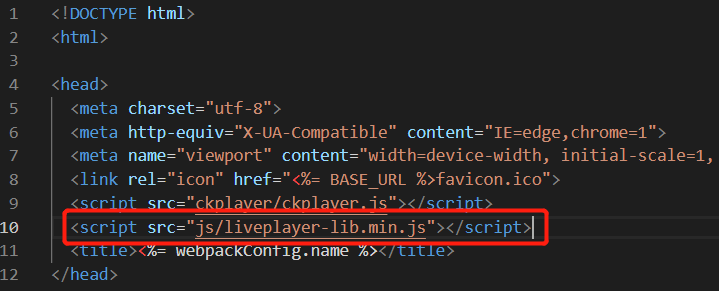 1 <!DOCTYPE html>
2 <html>
3
4 <head>
5 <meta charset="utf-8">
6 <meta http-equiv="X-UA-Compatible" content="IE=edge,chrome=1">
7 <meta name="viewport" content="width=device-width, initial-scale=1,
8 <link rel="icon" href="<%= BASE_URL %>favicon.ico">
9 <script src="ckplayer/ckplayer.js"></script>
10 <script src="js/liveplayer-lib.min.js"></script>
11 <title><%= webpackConfig.name %></title>
12 </head>